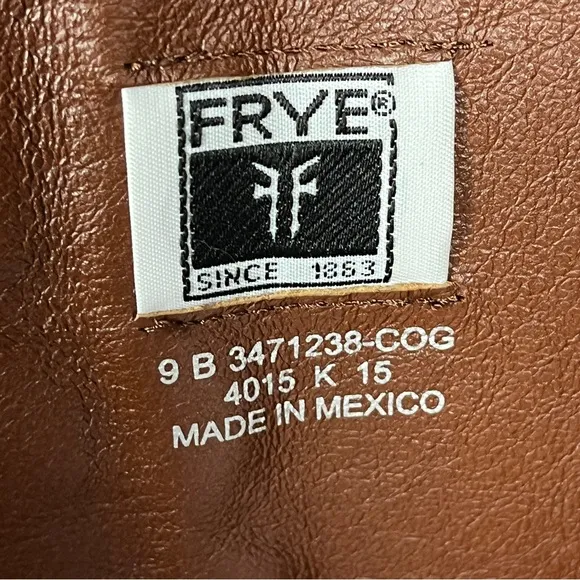 FRYE®
SINCE 1863
9 B 3471238-COG
4015 K 15
MADE IN MEXICO